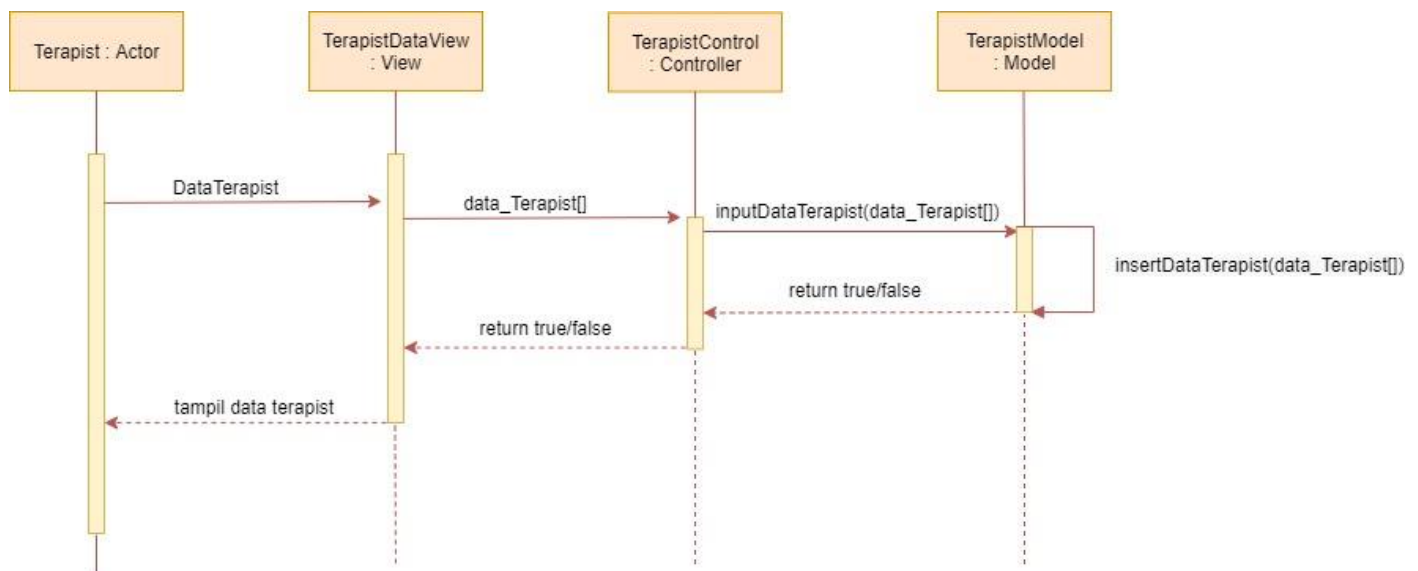 Terapist : Actor
TerapistDataView
: View
TerapistControl
: Controller
TerapistModel
: Model
DataTerapist
data_Terapist[]
inputDataTerapist(data_Terapist[])
insertDataTerapist(data_Terapist[])
return true/false
return true/false
tampil data terapist